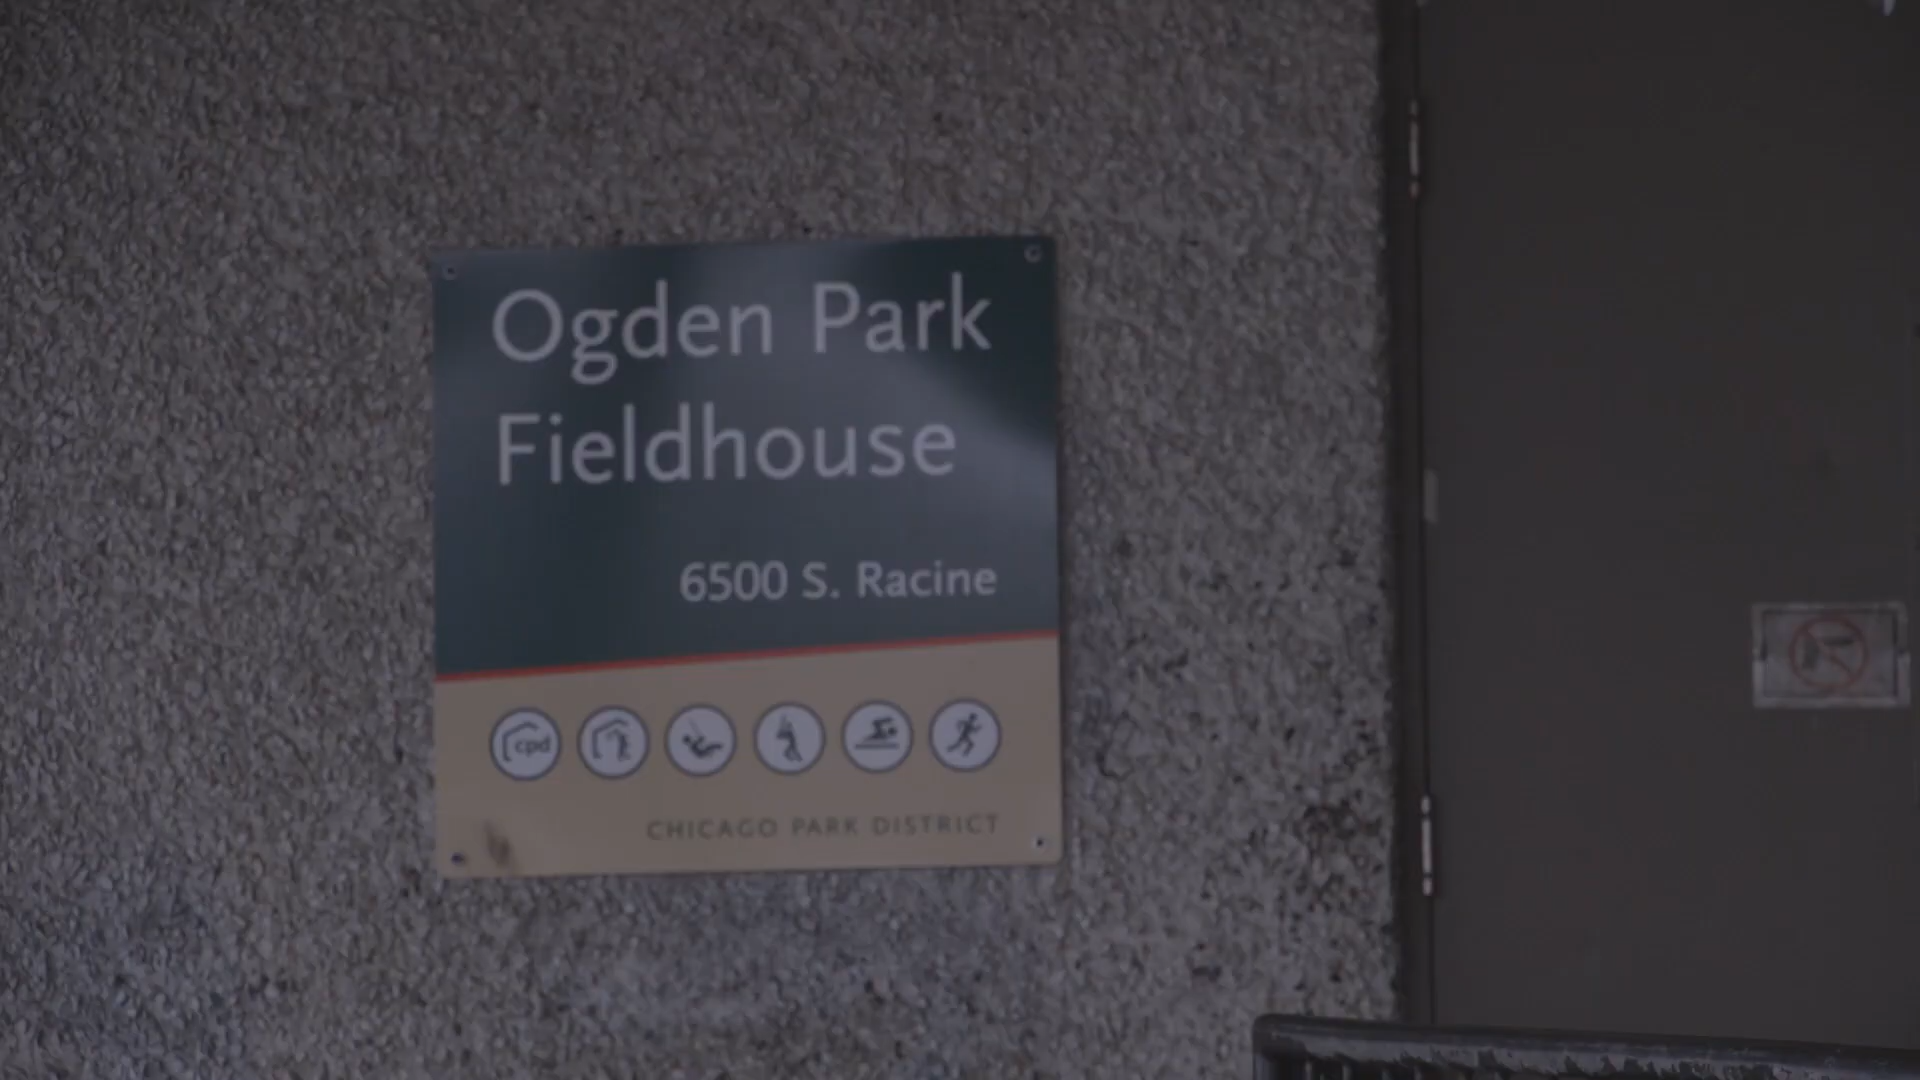 Ogden Park
Fieldhouse
6500 S. Racine
cpd
CHICAGO PARK DISTRICT